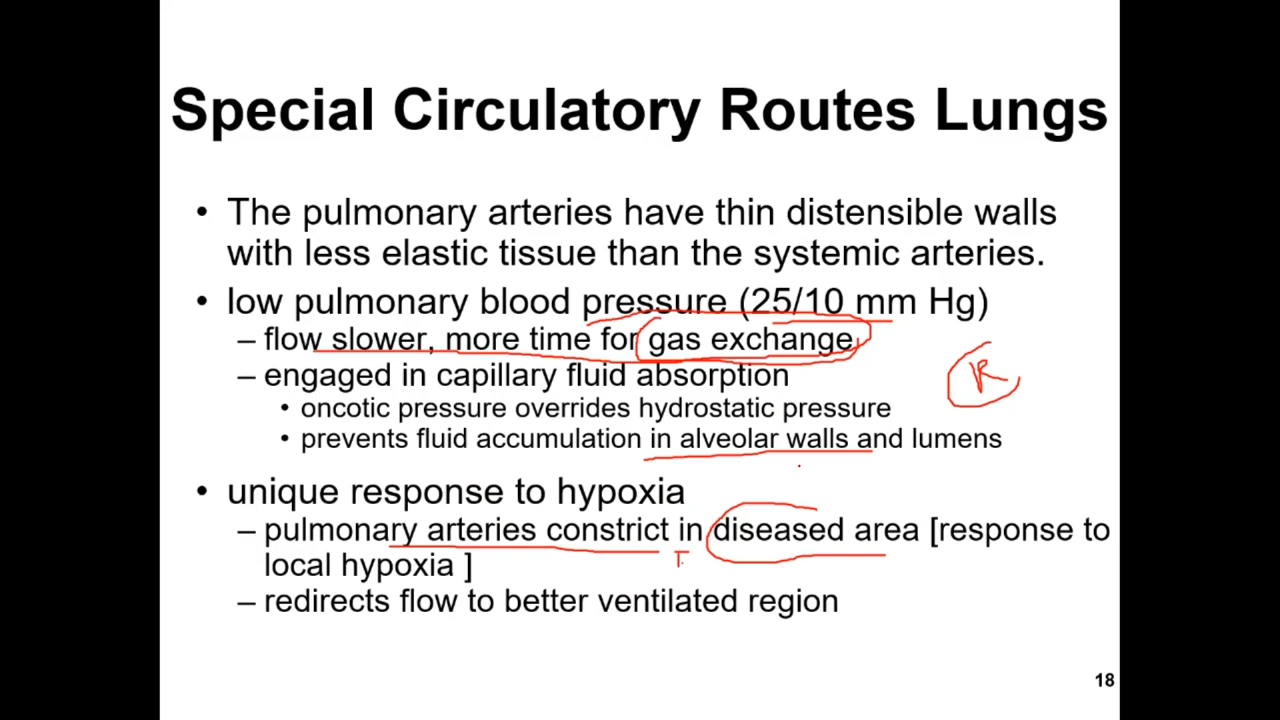 Special Circulatory Routes Lungs
• The pulmonary arteries have thin distensible walls
with less elastic tissue than the systemic arteries.
• low pulmonary blood pressure (25/10 mm Hg)
– flow slower, more time for gas exchange
– engaged in capillary fluid absorption
R
• oncotic pressure overrides hydrostatic pressure
• prevents fluid accumulation in alveolar walls and lumens
• unique response to hypoxia
– pulmonary arteries constrict in diseased area [response to
local hypoxia ]
– redirects flow to better ventilated region
18